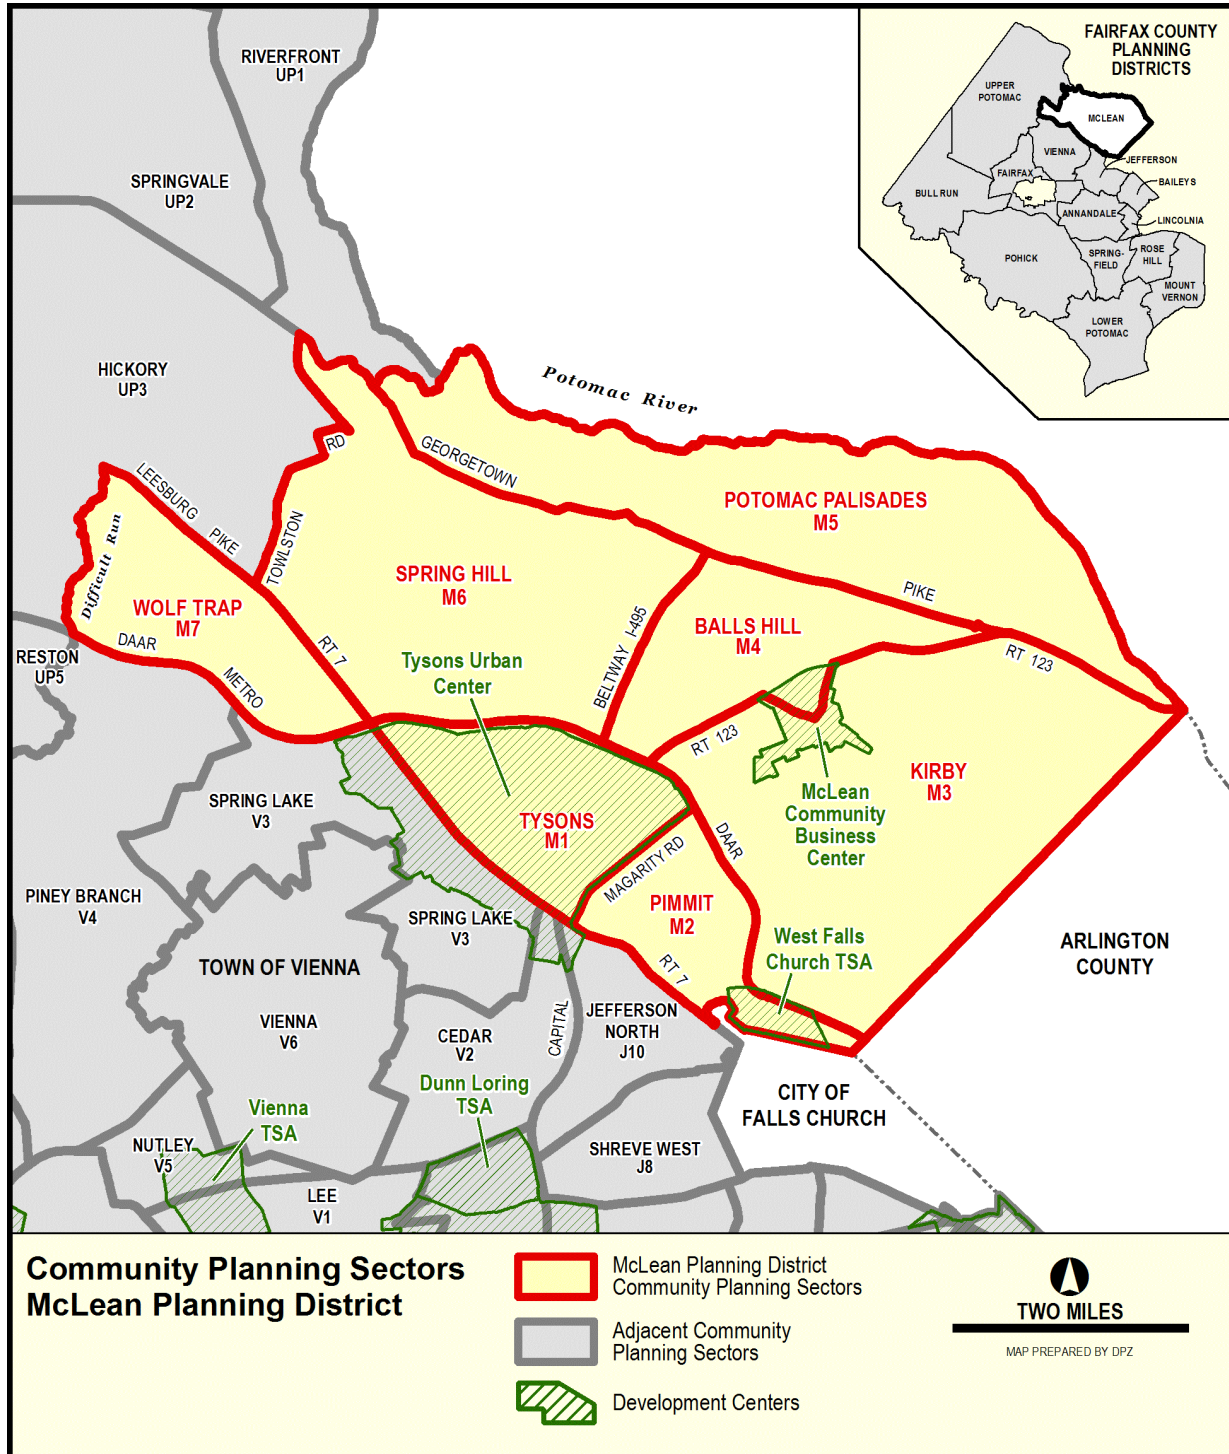 RIVERFRONT
UP1
SPRINGVALE
UP2
HICKORY
UP3
FAIRFAX COUNTY
PLANNING
DISTRICTS
UPPER
POTOMAC
MCLEAN
VIENNA
JEFFERSON
FAIRFAX
BAILEYS
BULL RUN
ANNANDALE
LINCOLNIA
POHICK
SPRING-
FIELD
ROSE
HILL
MOUNT
VERNON
LOWER
POTOMAC
Potomac River
RD
GEORGETOWN
LEESBURG
PIKE
TOWLSTON
Difficult Run
POTOMAC PALISADES
M5
SPRING HILL
M6
PIKE
WOLF TRAP
M7
BALLS HILL
M4
BELTWAY I-495
DAAR
METRO
RT 7
RT 123
RESTON
UP5
Tysons Urban
Center
RT 123
KIRBY
M3
McLean
Community
Business
Center
SPRING LAKE
V3
TYSONS
M1
DAAR
MAGARITY RD
PINEY BRANCH
V4
SPRING LAKE
V3
PIMMIT
M2
West Falls
Church TSA
ARLINGTON
COUNTY
TOWN OF VIENNA
RT 7
VIENNA
V6
CEDAR
V2
CAPITAL
JEFFERSON
NORTH
J10
Dunn Loring
TSA
CITY OF
FALLS CHURCH
Vienna
TSA
NUTLEY
V5
SHREVE WEST
J8
LEE
V1
Community Planning Sectors
McLean Planning District
McLean Planning District
Community Planning Sectors
Adjacent Community
Planning Sectors
Development Centers
TWO MILES
MAP PREPARED BY DPZ